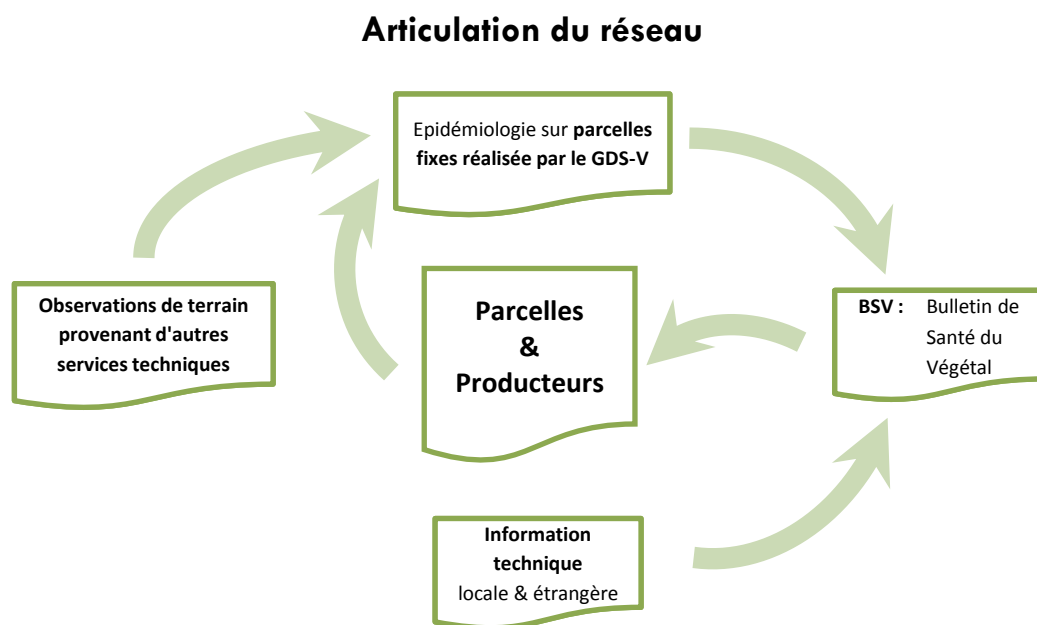 Articulation du réseau
Epidémiologie sur parcelles
fixes réalisée par le GDS-V
Observations de terrain
provenant d'autres
services techniques
Parcelles
&
Producteurs
BSV : Bulletin de
Santé du
Végétal
Information
technique
locale & étrangère